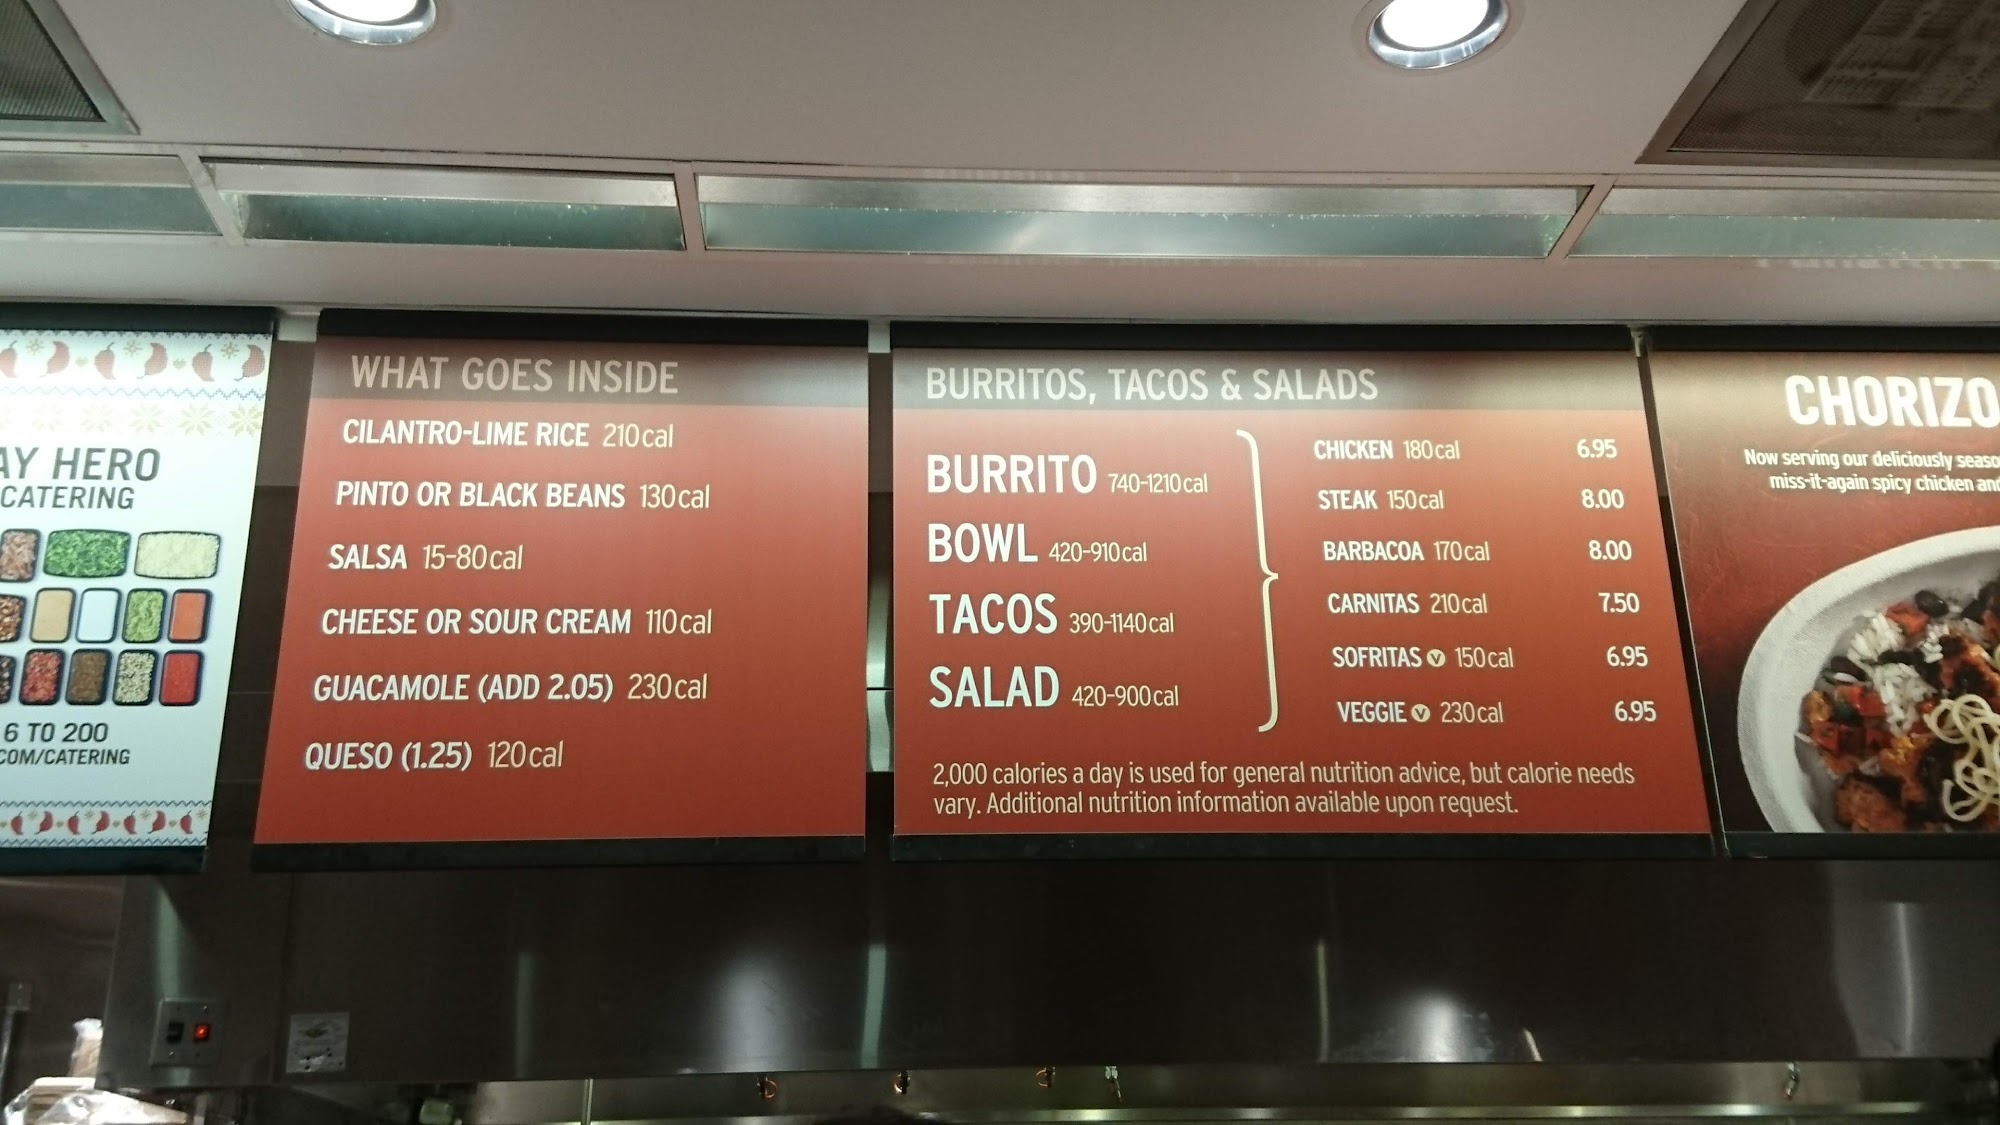 AY HERO
CATERING
6 TO 200
COM/CATERING
WHAT GOES INSIDE
CILANTRO-LIME RICE 210cal
PINTO OR BLACK BEANS 130cal
SALSA 15-80cal
CHEESE OR SOUR CREAM 110cal
GUACAMOLE (ADD 2.05) 230cal
QUESO (1.25) 120cal
BURRITOS, TACOS & SALADS
BURRITO 740-1210cal
BOWL 420-910cal
TACOS 390-1140cal
SALAD 420-900cal
CHICKEN 180cal 6.95
STEAK 150cal 8.00
BARBACOA 170cal 8.00
CARNITAS 210cal 7.50
SOFRITAS V 150cal 6.95
VEGGIE V 230cal 6.95
2,000 calories a day is used for general nutrition advice, but calorie needs
vary. Additional nutrition information available upon request.
CHORIZO
Now serving our deliciously seaso
miss-it-again spicy chicken and